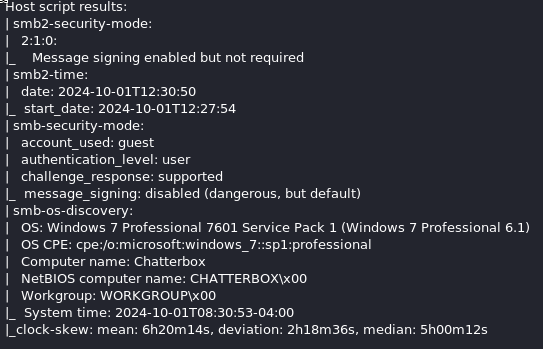 Host script results:
| smb2-security-mode:
|   2:1:0:
|_    Message signing enabled but not required
| smb2-time:
|   date: 2024-10-01T12:30:50
|_  start_date: 2024-10-01T12:27:54
| smb-security-mode:
|   account_used: guest
|   authentication_level: user
|   challenge_response: supported
|_  message_signing: disabled (dangerous, but default)
| smb-os-discovery:
|   OS: Windows 7 Professional 7601 Service Pack 1 (Windows 7 Professional 6.1)
|   OS CPE: cpe:/o:microsoft:windows_7::sp1:professional
|   Computer name: Chatterbox
|   NetBIOS computer name: CHATTERBOX\x00
|   Workgroup: WORKGROUP\x00
|_  System time: 2024-10-01T08:30:53-04:00
|_clock-skew: mean: 6h20m14s, deviation: 2h18m36s, median: 5h00m12s